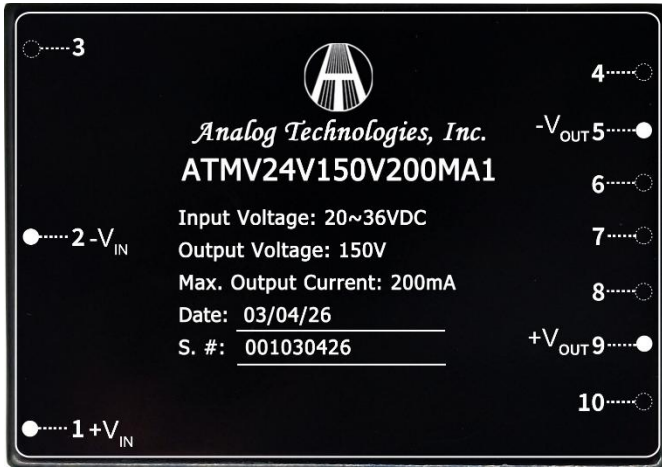 3
4
Analog Technologies, Inc.
-VOUT 5
ATMV24V150V200MA1
6
Input Voltage: 20~36VDC
2 -VIN
7
Output Voltage: 150V
Max. Output Current: 200mA
8
Date: 03/04/26
S. #: 001030426
+VOUT 9
10
1 +VIN